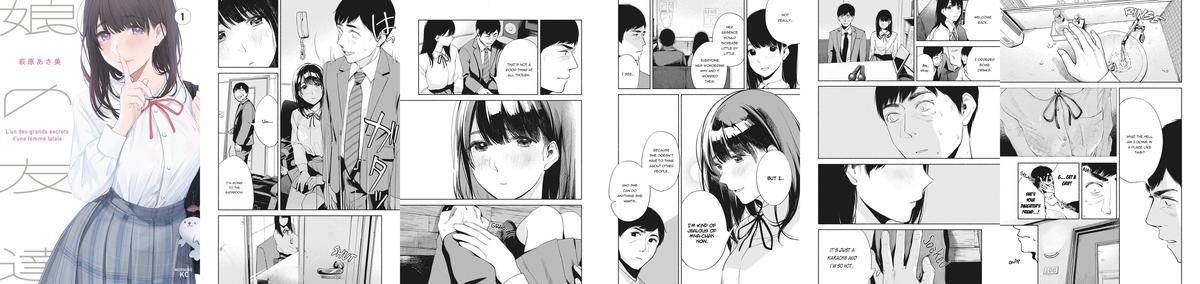 娘の友達
1
萩原あさ美
L'un des grands secrets
d'une femme fatale.
KC
Um...
I'M GOING
TO THE
BATHROOM
SHUT
THAT'S NOT A
GOOD THING AT
ALL, THOUGH.
GRAB
NOT
REALLY...
HER
ABSENCE
WOULD
INCREASE
LITTLE BY
LITTLE.
EVERYONE
WAS WONDERING
WHY AND IT
WORRIED
THEM.
I SEE...
BUT I...
BECAUSE
SHE DOESN'T
HAVE TO THINK
ABOUT OTHER
PEOPLE,
AND SHE
CAN DO
ANYTHING SHE
WANTS.
I'M KIND OF
JEALOUS OF
NOW.
WELCOME
BACK.
I ORDERED
SOME
DRINKS.
IT'S JUST A
KARAOKE AND
I'M SO HOT,
Soaked
RINSE
WHAT THE HELL
AM I DOING IN
A PLACE LIKE
THIS?
G... GET A
GRIP!
SHE'S
YOUR
DAUGHTER'S
FRIEND...!